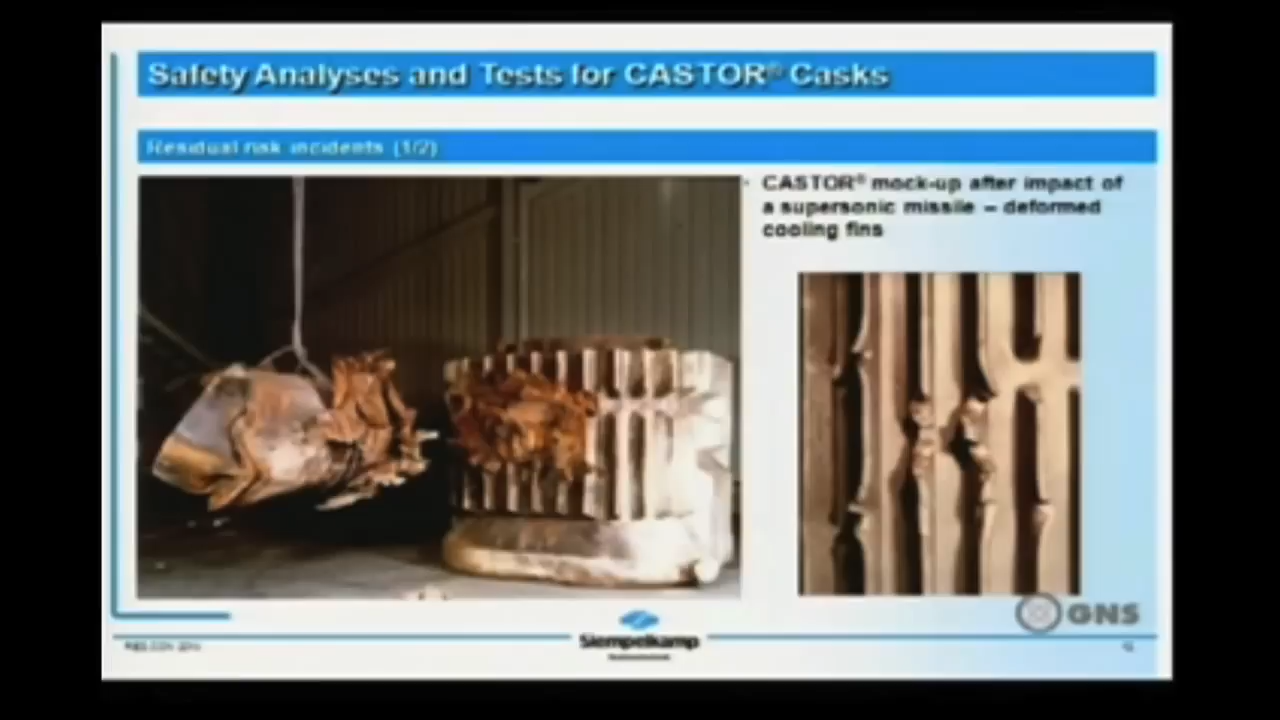 Safety Analyses and Tests for CASTOR® Casks
Residual risk incidents (1/2)
CASTOR® mock-up after impact of
a supersonic missile – deformed
cooling fins
GNS
Siempelkamp